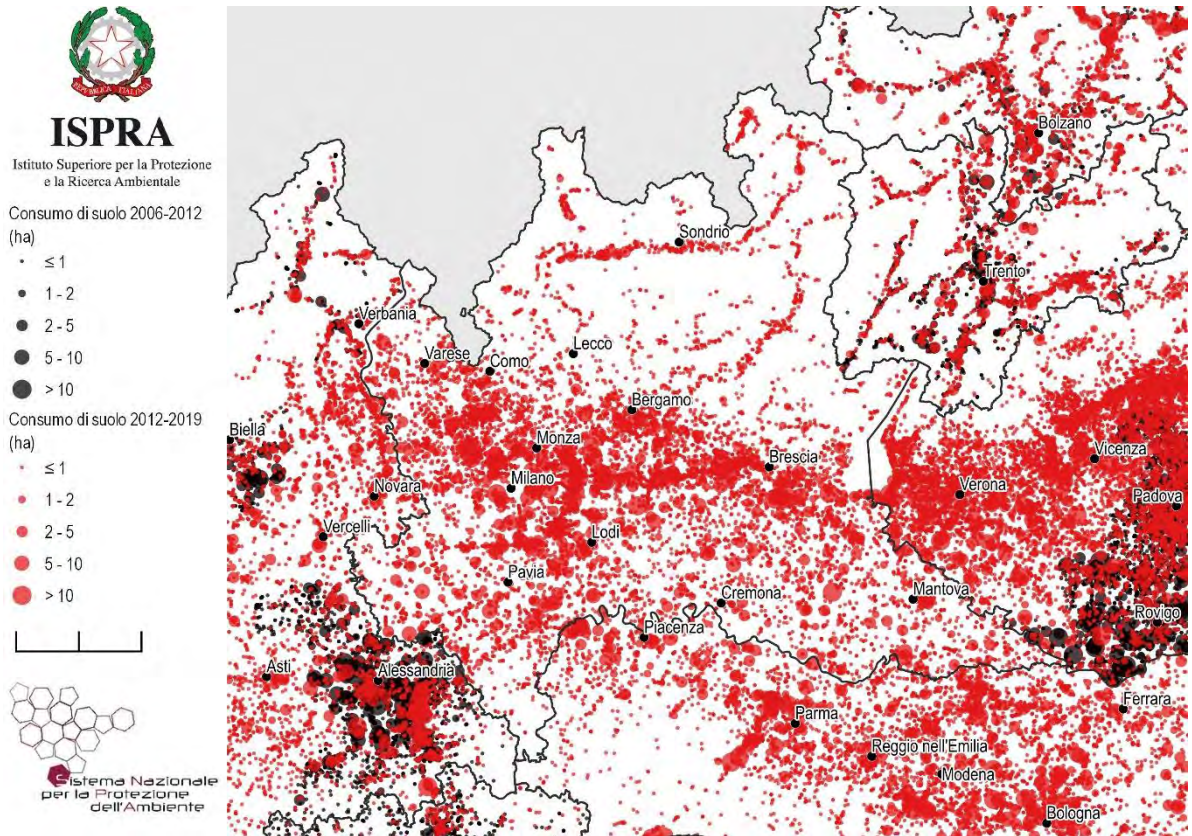 REPVBBLICA ITALIANA
ISPRA
Istituto Superiore per la Protezione
e la Ricerca Ambientale
Consumo di suolo 2006-2012
(ha)
≤ 1
1 - 2
2 - 5
5 - 10
> 10
Consumo di suolo 2012-2019
(ha)
≤ 1
1 - 2
2 - 5
5 - 10
> 10
Sistema Nazionale
per la Protezione
dell'Ambiente
Bolzano
Sondrio
Trento
Verbania
Varese
Como
Lecco
Bergamo
Biella
Monza
Brescia
Vicenza
Milano
Novara
Verona
Padova
Vercelli
Lodi
Pavia
Cremona
Mantova
Rovigo
Piacenza
Asti
Alessandria
Ferrara
Parma
Reggio nell'Emilia
Modena
Bologna